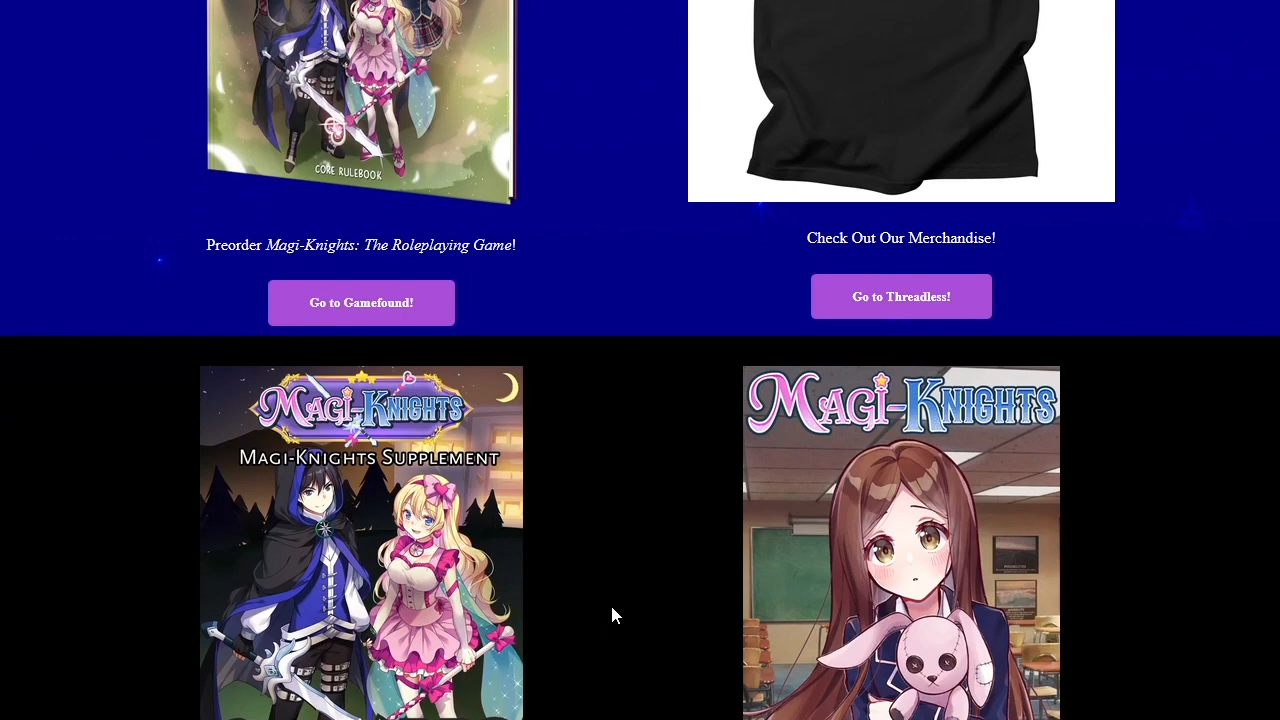 CORE RULEBOOK
Preorder Magi-Knights: The Roleplaying Game!
Go to Gamefound!
Check Out Our Merchandise!
Go to Threadless!
MAGI-KNIGHTS
MAGI-KNIGHTS SUPPLEMENT
MAGI-KNIGHTS